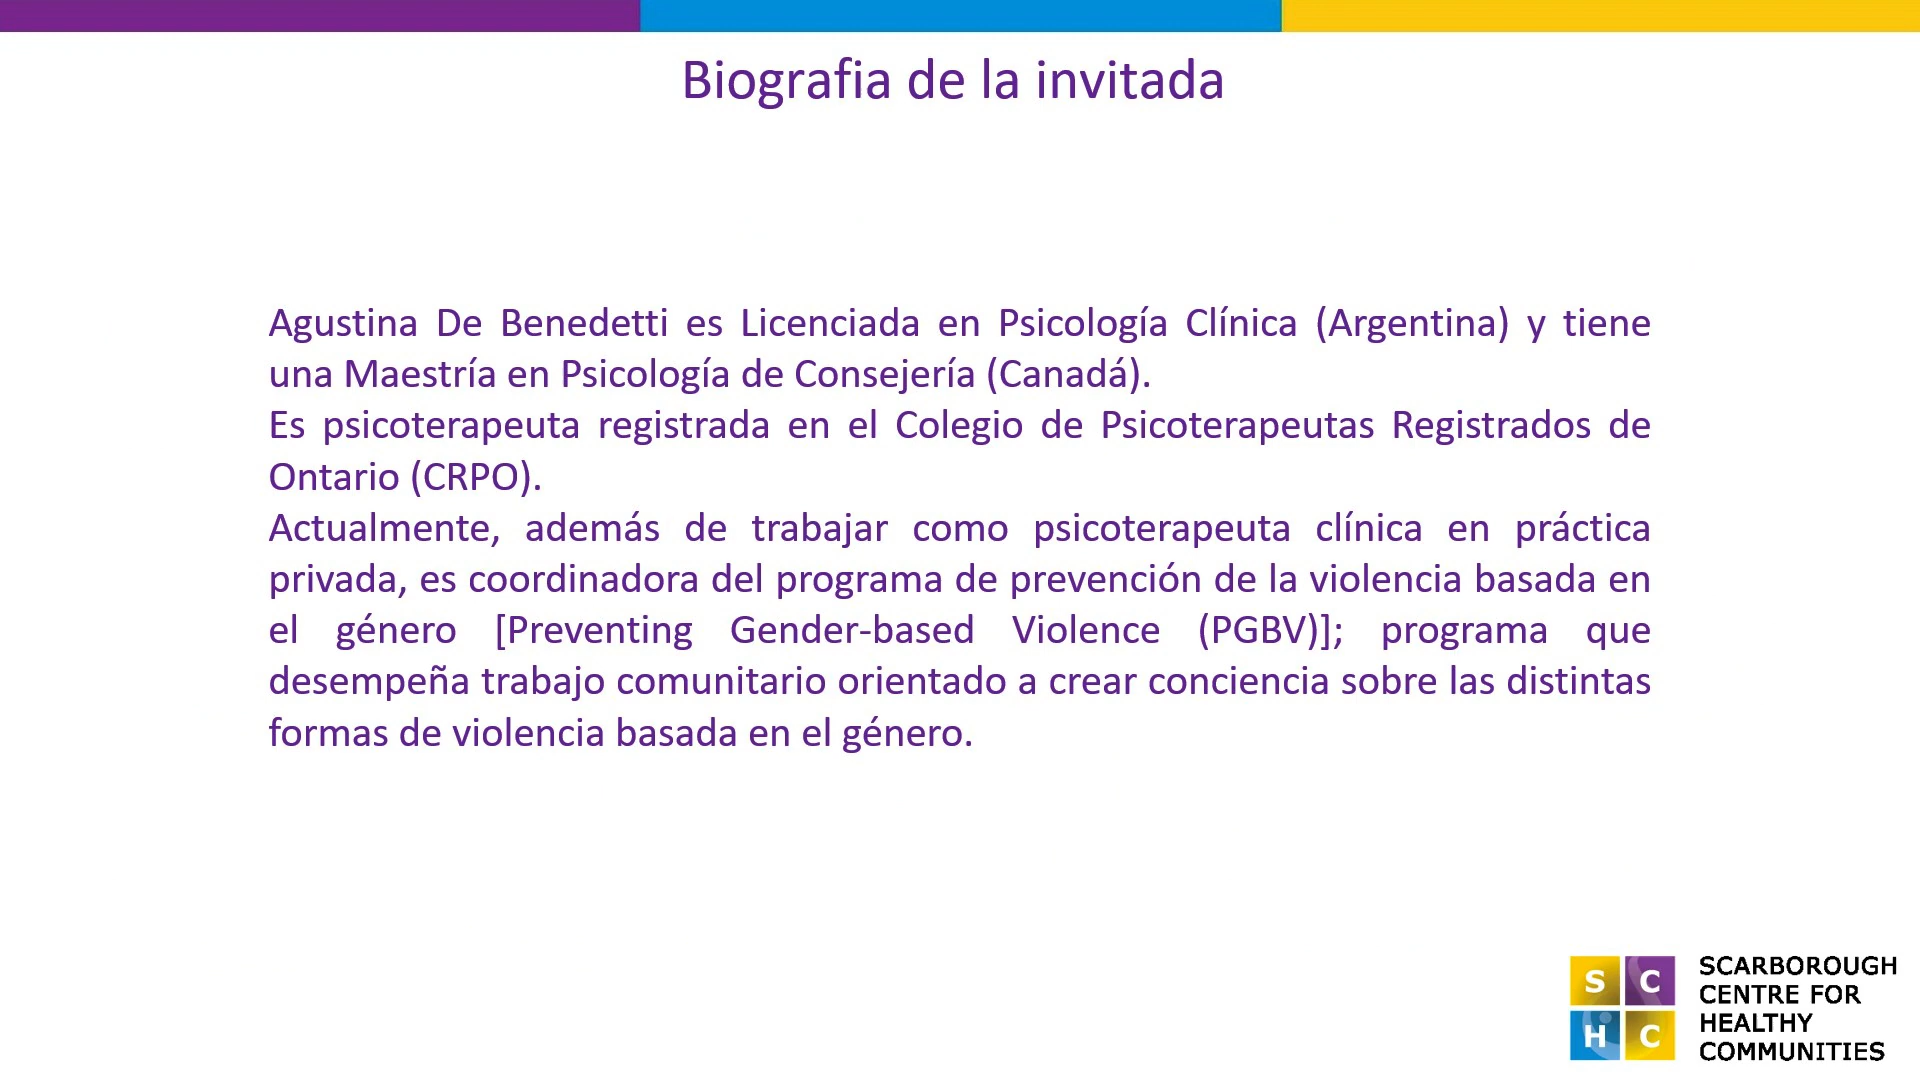 Biografia de la invitada
Agustina De Benedetti es Licenciada en Psicología Clínica (Argentina) y tiene
una Maestría en Psicología de Consejería (Canadá).
Es psicoterapeuta registrada en el Colegio de Psicoterapeutas Registrados de
Ontario (CRPO).
Actualmente, además de trabajar como psicoterapeuta clínica en práctica
privada, es coordinadora del programa de prevención de la violencia basada en
el género [Preventing Gender-based Violence (PGBV)]; programa que
desempeña trabajo comunitario orientado a crear conciencia sobre las distintas
formas de violencia basada en el género.
S C
H C
SCARBOROUGH
CENTRE FOR
HEALTHY
COMMUNITIES